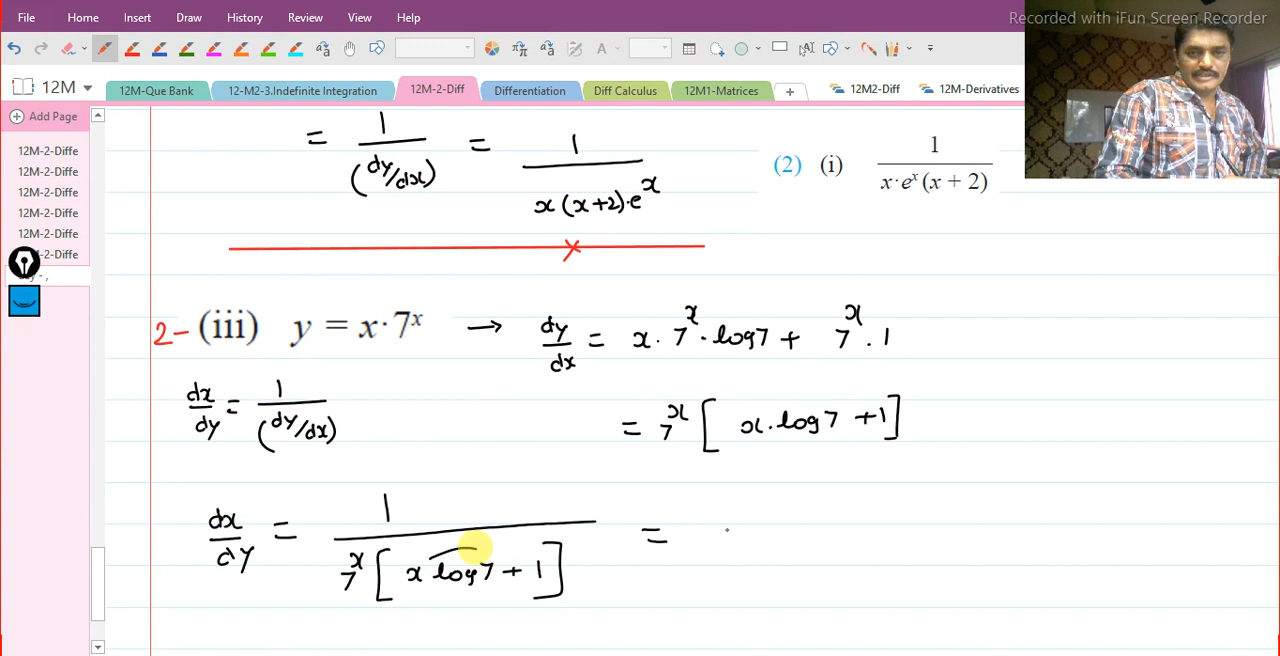 File Home Insert Draw History Review View Help
Recorded with iFun Screen Recorder
12M
12M-Que Bank 12-M2-3.Indefinite Integration 12M-2-Diff Differentiation Diff Calculus 12M1-Matrices + 12M2-Diff 12M-Derivatives
Add Page
12M-2-Diffe
12M-2-Diffe
12M-2-Diffe
12M-2-Diffe
12M-2-Diffe
M-2-Diffe
= 1/(dy/dx) = 1/x(x+2)·e^x
(2) (i) 1/x·e^x(x + 2)
2- (iii) y = x·7^x → dy/dx = x·7^x·log7 + 7^x·1
dx/dy = 1/(dy/dx)
= 7^x [x·log7 + 1]
dx/dy = 1/7^x [x log7 + 1] =